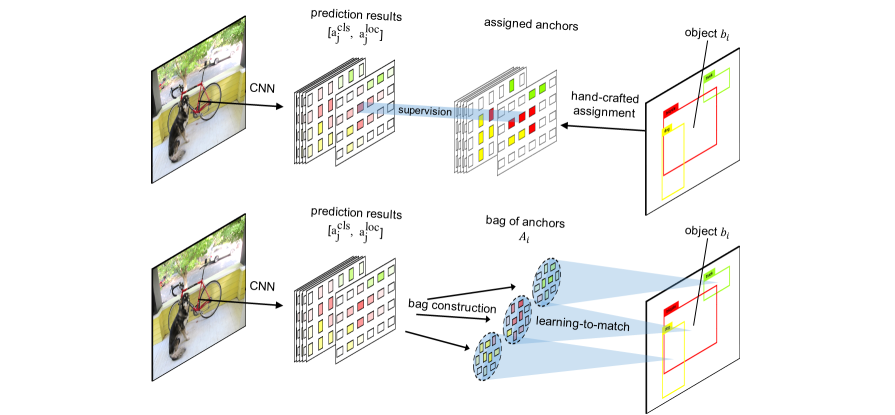 prediction results
[a_j^cls, a_j^loc]
assigned anchors
object b_i
CNN
supervision
hand-crafted
assignment
prediction results
[a_j^cls, a_j^loc]
bag of anchors
A_i
object b_i
CNN
bag construction
learning-to-match